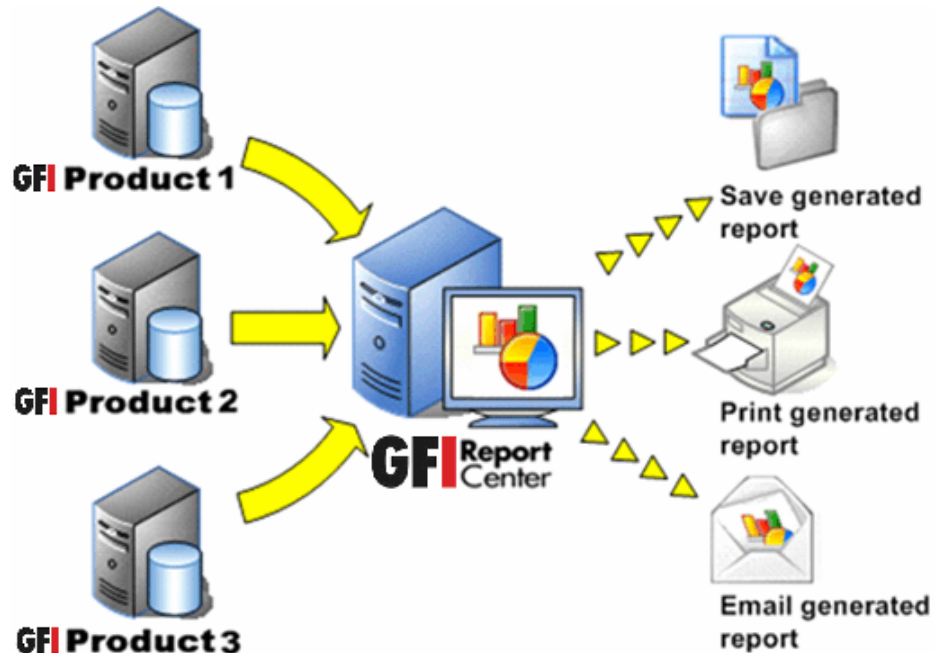 GFI Product 1
Save generated
report
GFI Product 2
Print generated
report
GFI Report
Center
GFI Product 3
Email generated
report